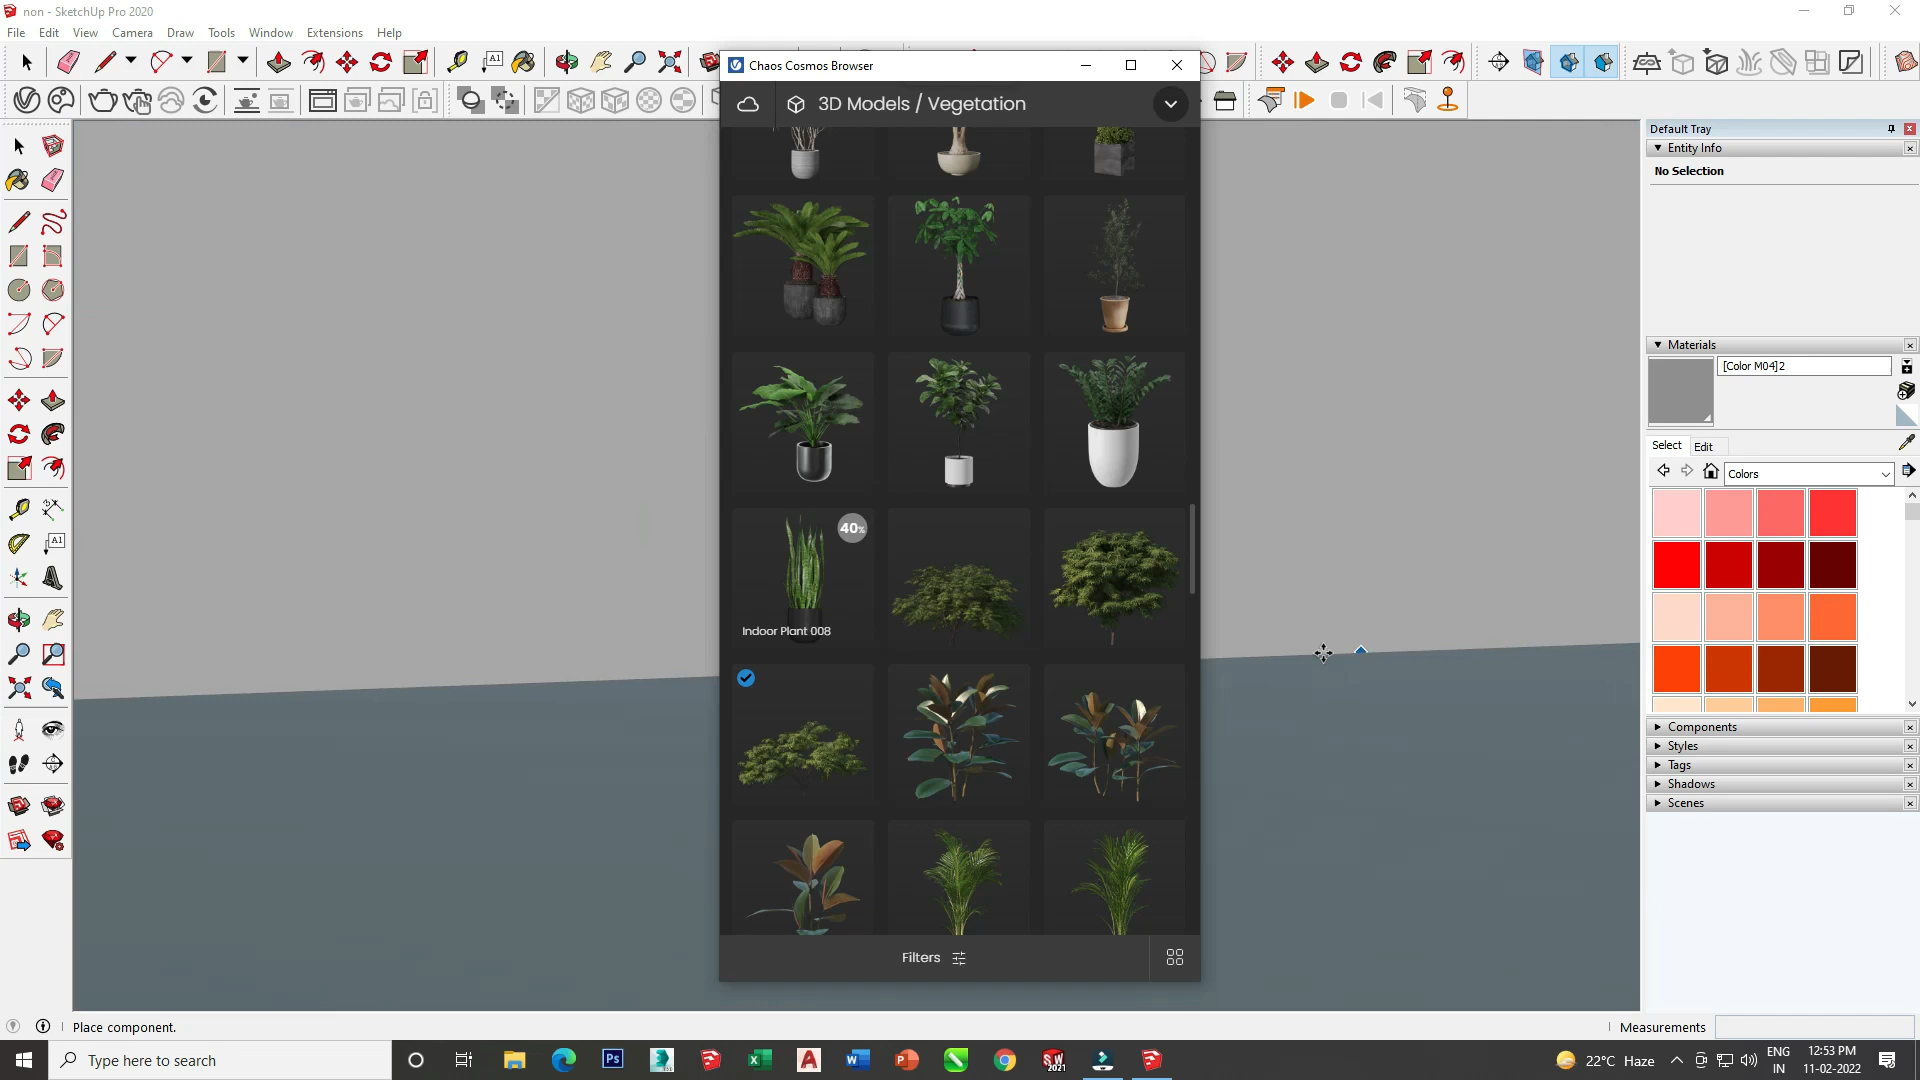 non - SketchUp Pro 2020
File Edit View Camera Draw Tools Window Extensions Help
Chaos Cosmos Browser
3D Models / Vegetation
40%
Indoor Plant 008
Filters
Default Tray
Entity Info
No Selection
Materials
[Color M04]2
Select Edit
Colors
Components
Styles
Tags
Shadows
Scenes
Place component.
Measurements
Type here to search
22°C Haze
ENG
IN
12:53 PM
11-02-2022